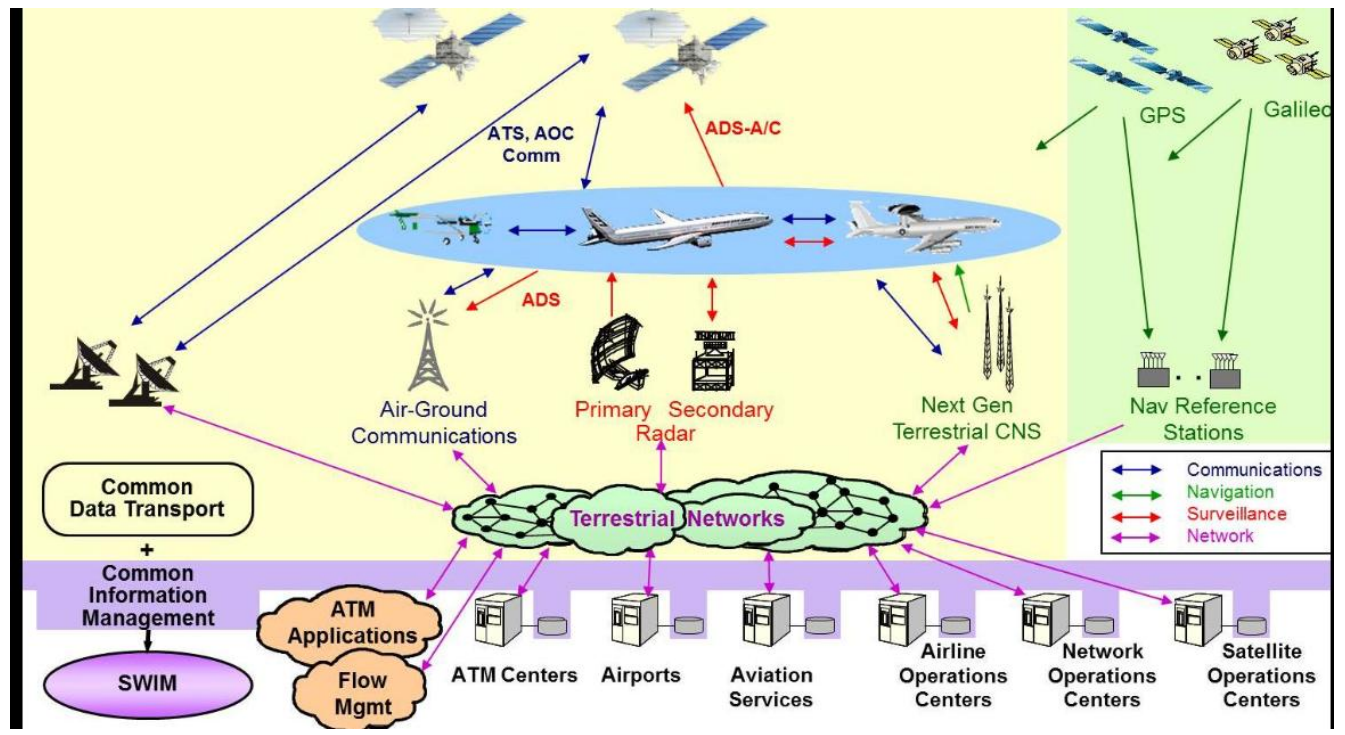 GPS
Galileo
ATS, AOC
Comm
ADS-A/C
ADS
Air-Ground
Communications
Primary Secondary
Radar
Next Gen
Terrestrial CNS
Nav Reference
Stations
Communications
Navigation
Surveillance
Network
Common
Data Transport
+
Common
Information
Management
SWIM
Terrestrial Networks
ATM
Applications
Flow
Mgmt
ATM Centers
Airports
Aviation
Services
Airline
Operations
Centers
Network
Operations
Centers
Satellite
Operations
Centers